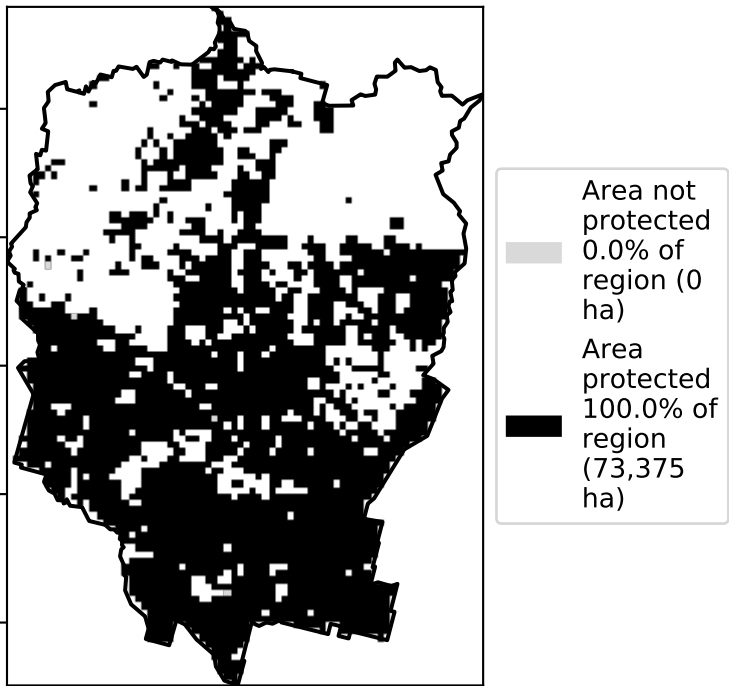 Area not
protected
0.0% of
region (0
ha)
Area
protected
100.0% of
region
(73,375
ha)